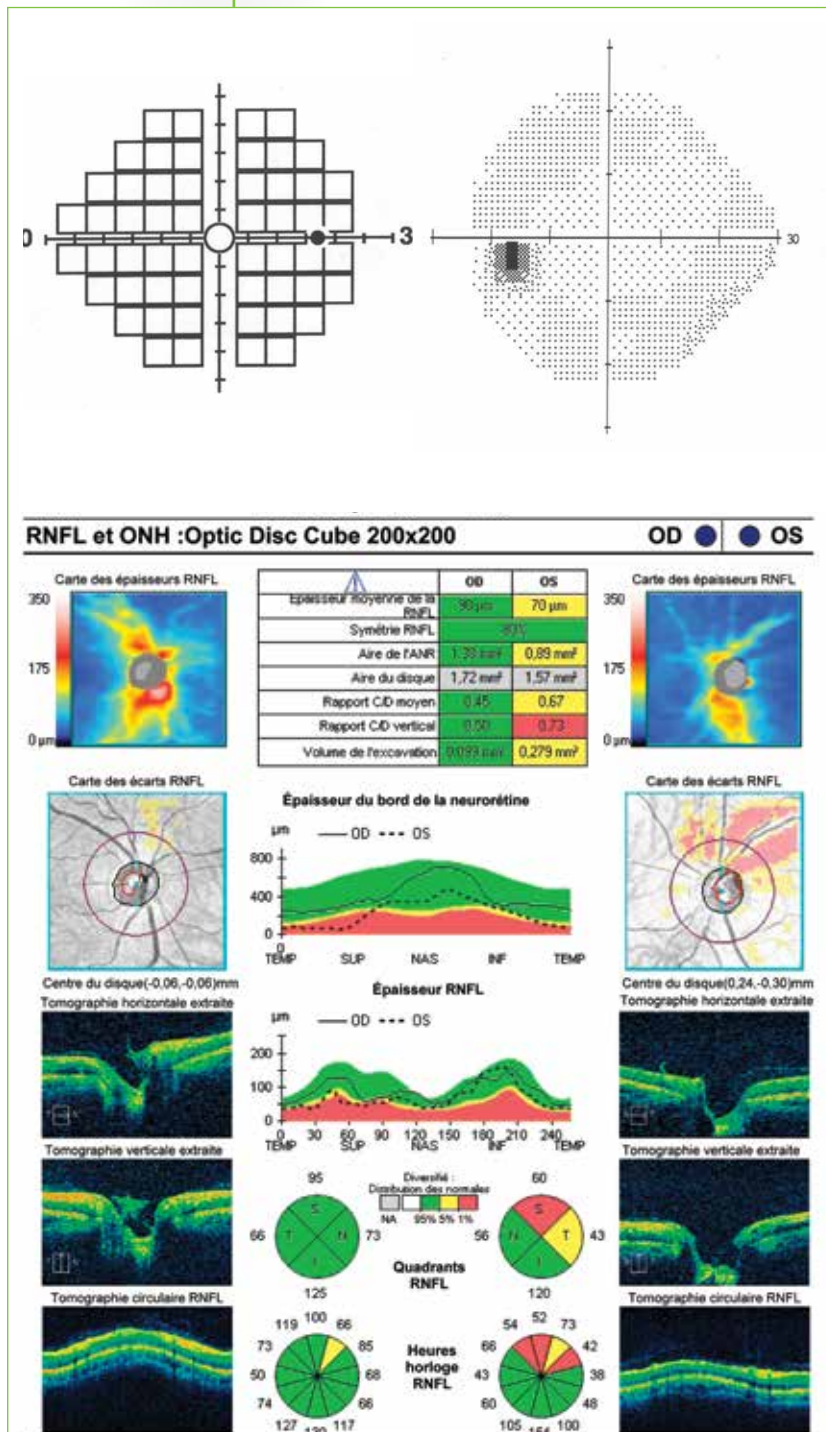 0
3
30
RNFL et ONH :Optic Disc Cube 200x200
OD
OS
Carte des épaisseurs RNFL
350
175
0 µm
OD OS
Epaisseur moyenne de la RNFL 90 µm 70 µm
Symétrie RNFL 80%
Aire de l'ANR 0,89 mm²
Aire du disque 1,72 mm² 1,57 mm²
Rapport C/D moyen 0,45 0,67
Rapport C/D vertical 0,50 0,73
Volume de l'excavation 0,279 mm³
Carte des épaisseurs RNFL
350
175
0 µm
Carte des écarts RNFL
Centre du disque(-0,06,-0,06)mm
Épaisseur du bord de la neurorétine
µm
OD OS
800
400
0
0
TEMP SUP NAS INF TEMP
Carte des écarts RNFL
Centre du disque(0,24,-0,30)mm
Tomographie horizontale extraite
Épaisseur RNFL
µm
OD OS
200
100
0
0 30 60 90 120 150 180 210 240
TEMP SUP NAS INF TEMP
Tomographie horizontale extraite
Tomographie verticale extraite
95
S
66 T N 73
I
125
Diversifié :
Distribution des normales
NA 95% 5% 1%
Quadrants
RNFL
60
S
56 N T 43
I
120
Tomographie verticale extraite
Tomographie circulaire RNFL
119 100 66
73 85
50 68
74 66
127 117
Heures
horloge
RNFL
54 52 73
66 42
43 38
60 48
105 100
Tomographie circulaire RNFL